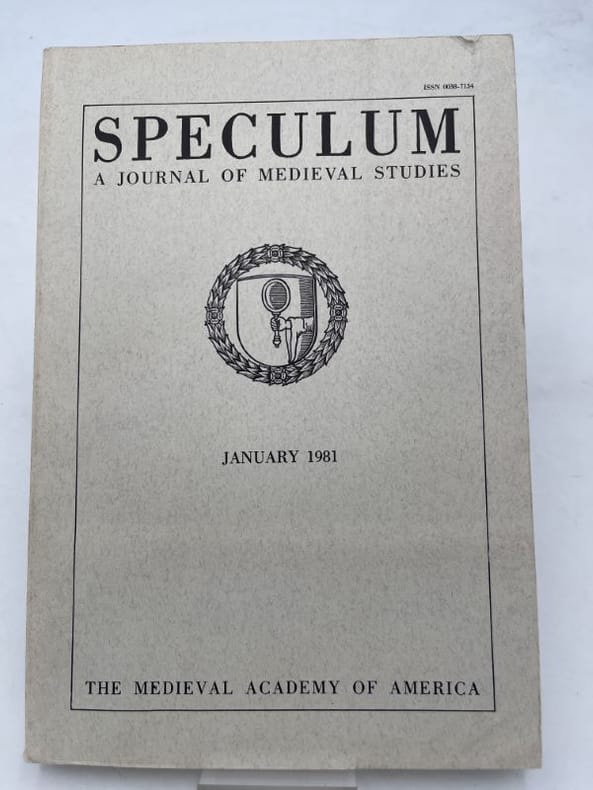 ISSN 0038-7134
SPECULUM
A JOURNAL OF MEDIEVAL STUDIES
JANUARY 1981
THE MEDIEVAL ACADEMY OF AMERICA